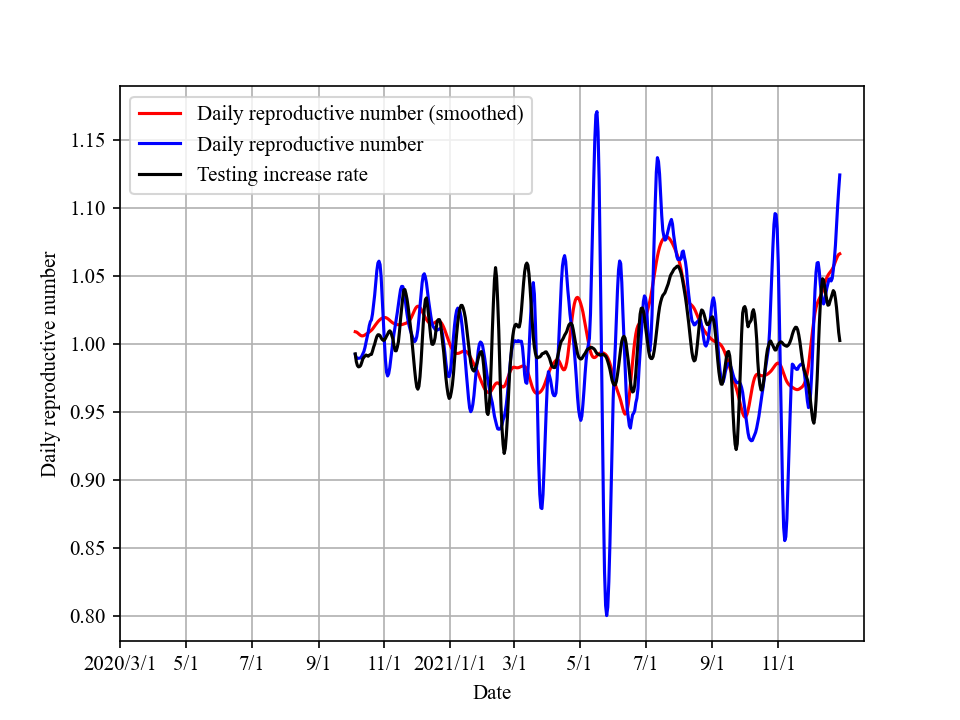 Daily reproductive number (smoothed)
Daily reproductive number
Testing increase rate
Daily reproductive number
1.15
1.10
1.05
1.00
0.95
0.90
0.85
0.80
2020/3/1 5/1 7/1 9/1 11/1 2021/1/1 3/1 5/1 7/1 9/1 11/1
Date